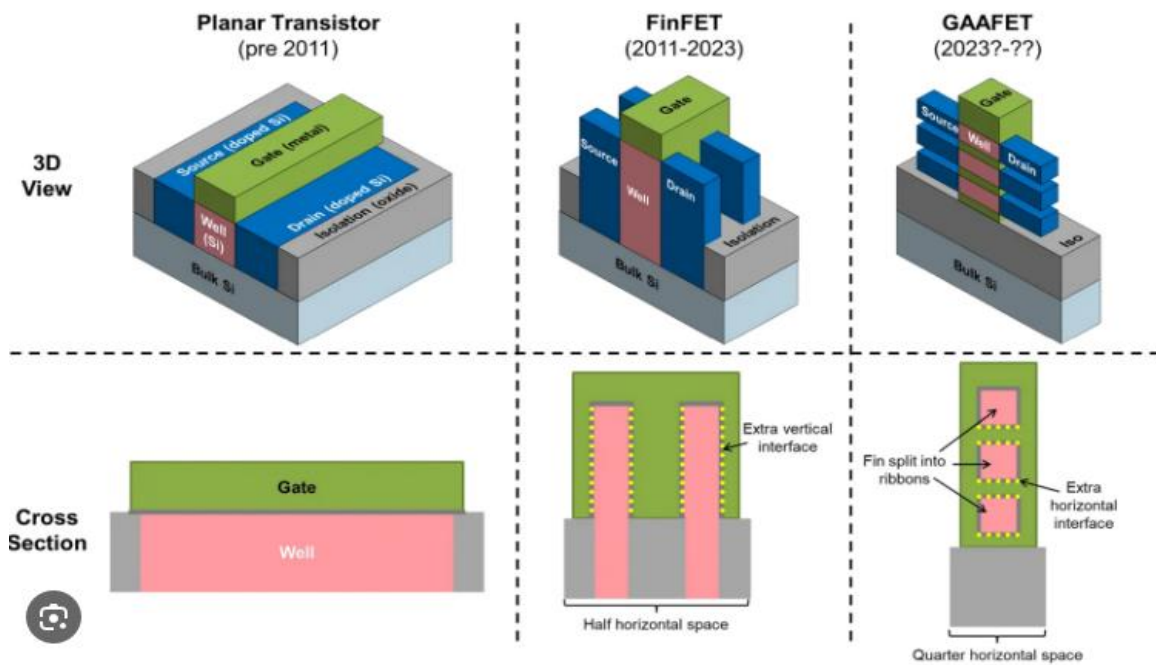 Planar Transistor
(pre 2011)
FinFET
(2011-2023)
GAAFET
(2023?-??)
3D
View
Source (doped Si)
Gate (metal)
Drain (doped Si)
Isolation (oxide)
Well
(Si)
Bulk Si
Gate
Source
Well
Drain
Isolation
Bulk Si
Gate
Source
Well
Drain
Iso
Bulk Si
Cross
Section
Gate
Well
Extra vertical
interface
Half horizontal space
Fin split into
ribbons
Extra
horizontal
interface
Quarter horizontal space